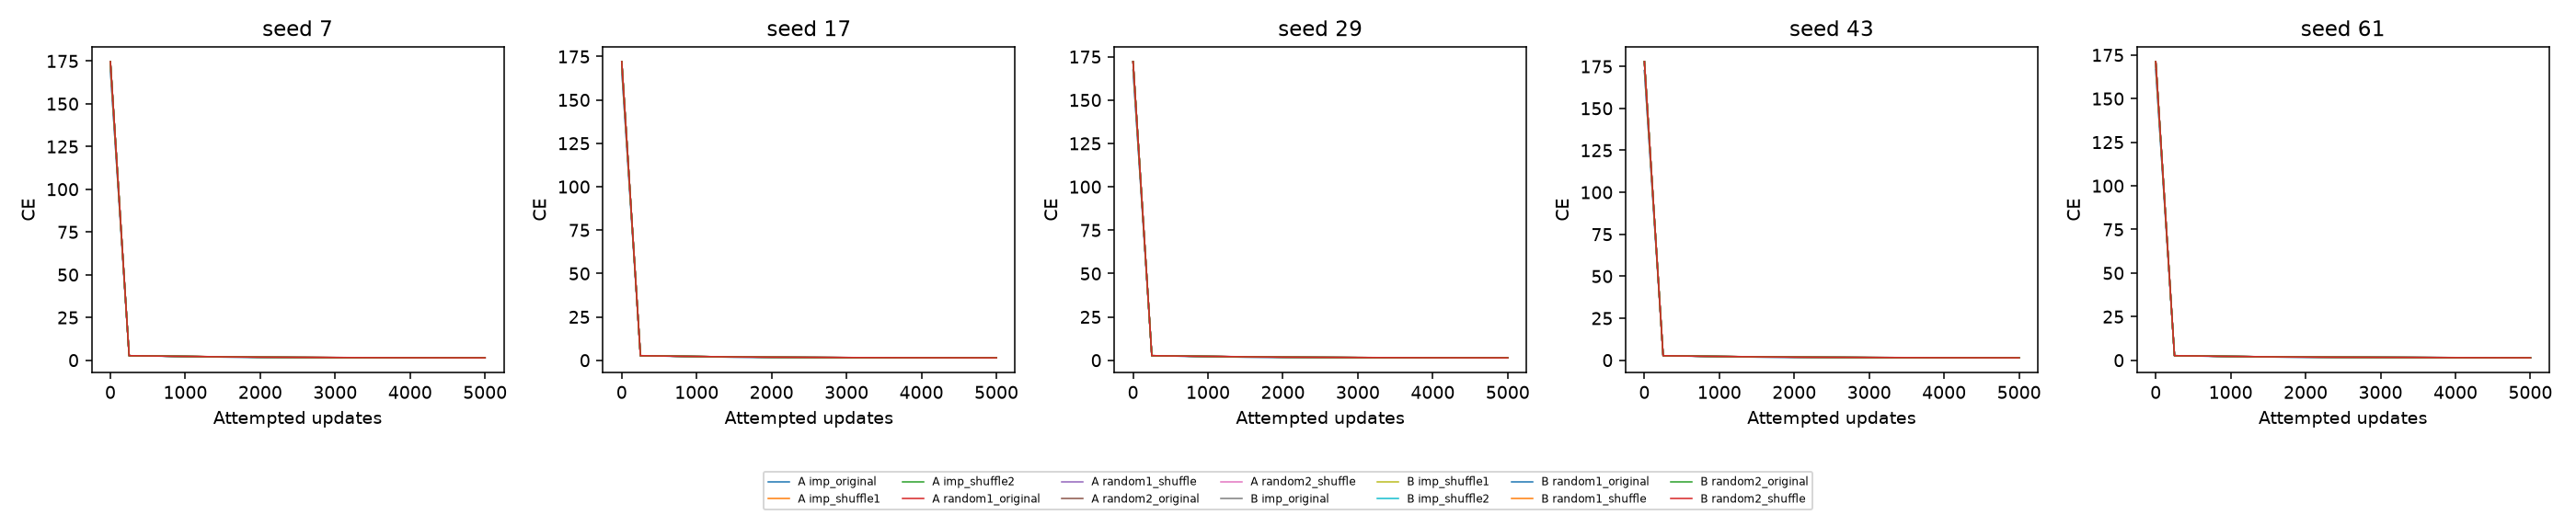 seed 7
175
150
125
100
75
50
25
0
CE
0 1000 2000 3000 4000 5000
Attempted updates
seed 17
175
150
125
100
75
50
25
0
CE
0 1000 2000 3000 4000 5000
Attempted updates
seed 29
175
150
125
100
75
50
25
0
CE
0 1000 2000 3000 4000 5000
Attempted updates
seed 43
175
150
125
100
75
50
25
0
CE
0 1000 2000 3000 4000 5000
Attempted updates
seed 61
175
150
125
100
75
50
25
0
CE
0 1000 2000 3000 4000 5000
Attempted updates
A imp_original A imp_shuffle2 A random1_shuffle A random2_shuffle B imp_shuffle1 B random1_original B random2_original
A imp_shuffle1 A random1_original A random2_original B imp_original B imp_shuffle2 B random1_shuffle B random2_shuffle